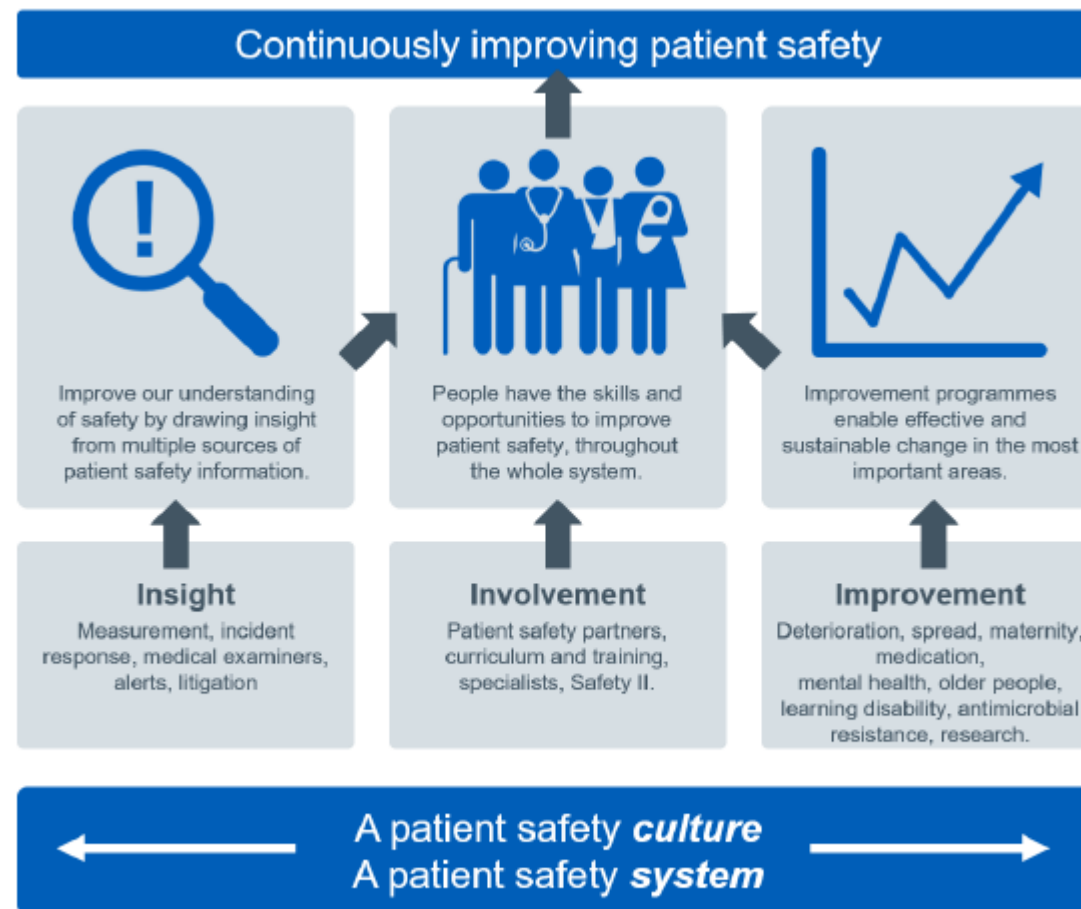 Continuously improving patient safety
!
Improve our understanding
of safety by drawing insight
from multiple sources of
patient safety information.
People have the skills and
opportunities to improve
patient safety, throughout
the whole system.
Improvement programmes
enable effective and
sustainable change in the most
important areas.
Insight
Measurement, incident
response, medical examiners,
alerts, litigation
Involvement
Patient safety partners,
curriculum and training,
specialists, Safety II.
Improvement
Deterioration, spread, maternity,
medication,
mental health, older people,
learning disability, antimicrobial
resistance, research.
A patient safety culture
A patient safety system